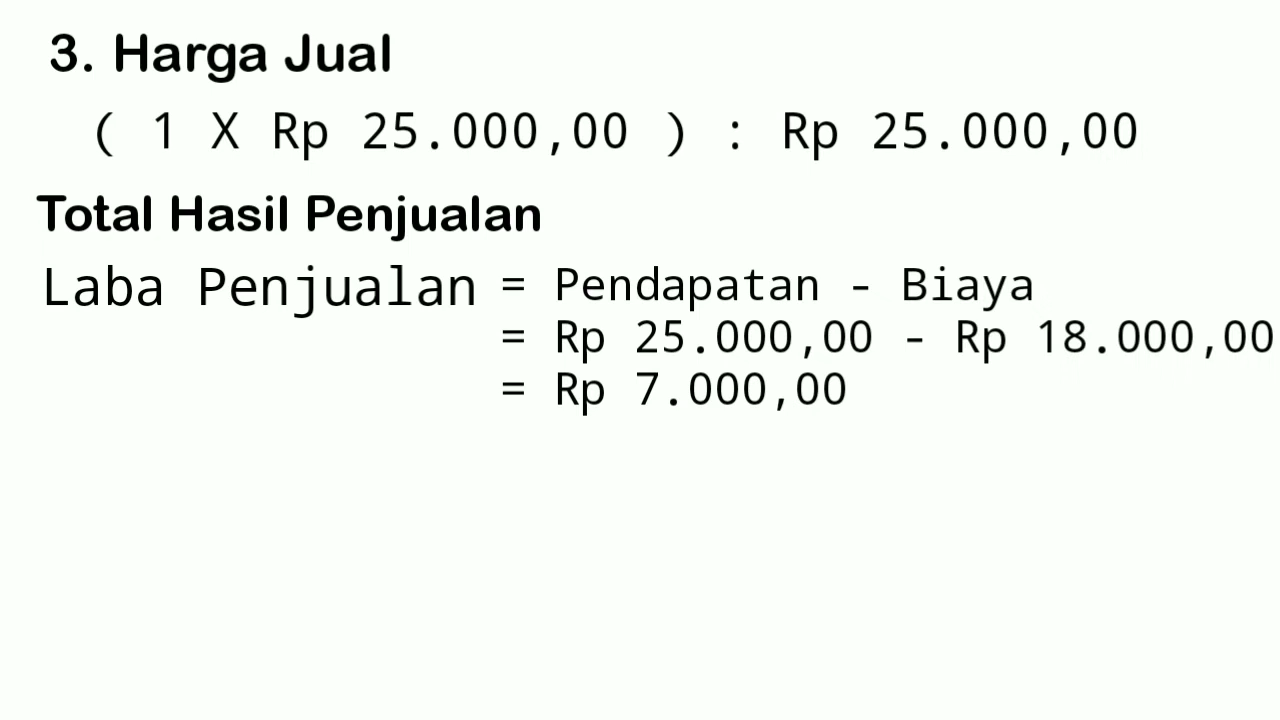 3. Harga Jual
( 1 X Rp 25.000,00 ) : Rp 25.000,00
Total Hasil Penjualan
Laba Penjualan = Pendapatan - Biaya
= Rp 25.000,00 - Rp 18.000,00
= Rp 7.000,00